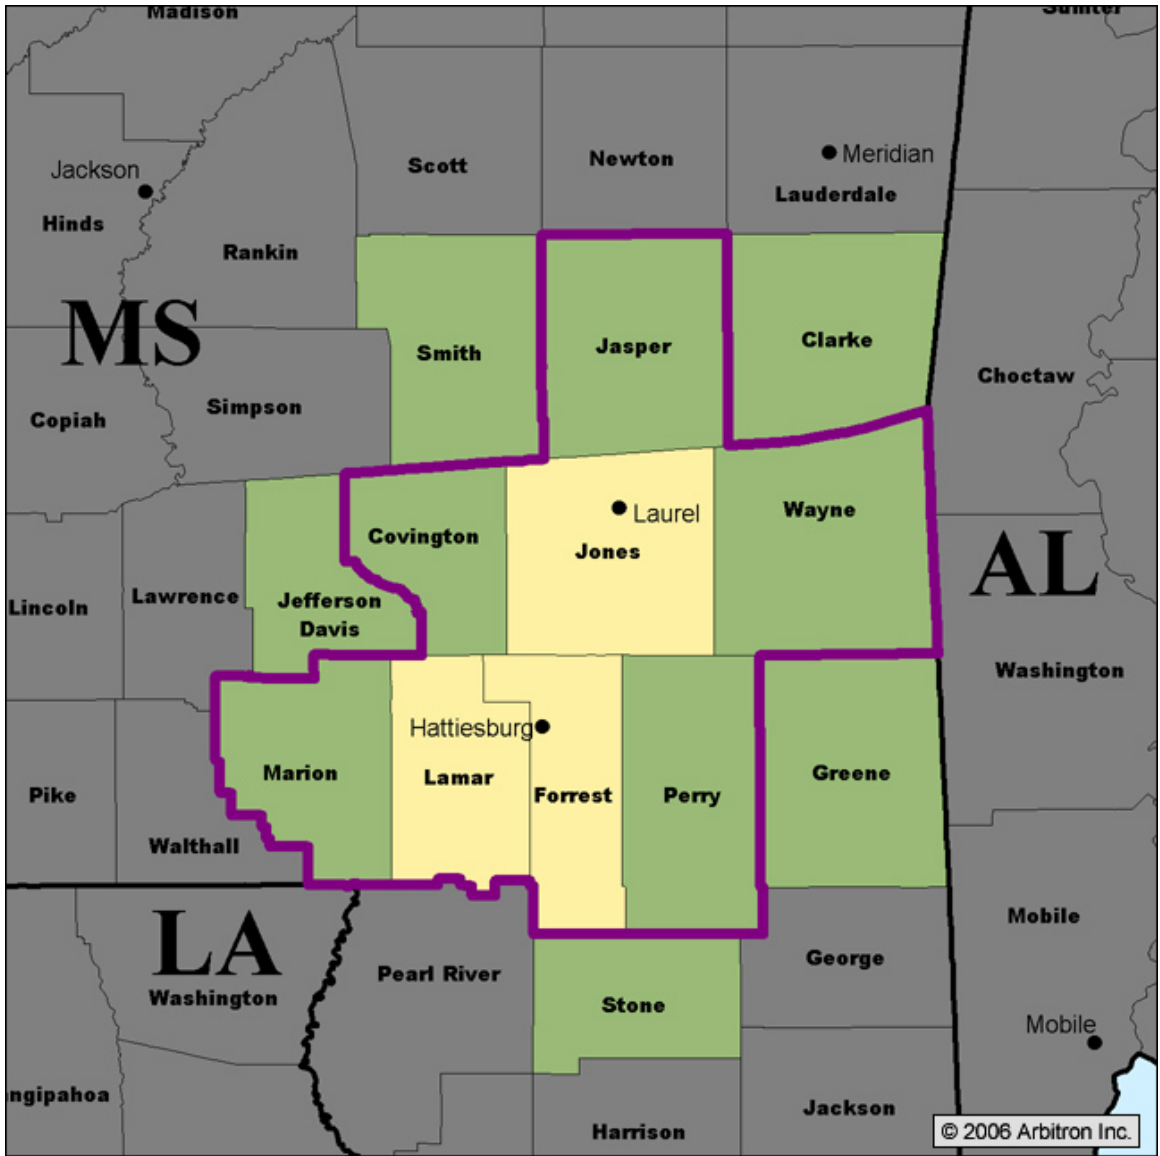 Madison
Sumter
Jackson
Hinds
Rankin
Scott
Newton
Meridian
Lauderdale
MS
Smith
Jasper
Clarke
Choctaw
Copiah
Simpson
Covington
Laurel
Jones
Wayne
AL
Lincoln
Lawrence
Jefferson
Davis
Washington
Hattiesburg
Pike
Marion
Lamar
Forrest
Perry
Greene
Walthall
LA
Washington
Pearl River
Stone
George
Mobile
Mobile
ngipahoa
Harrison
Jackson
© 2006 Arbitron Inc.